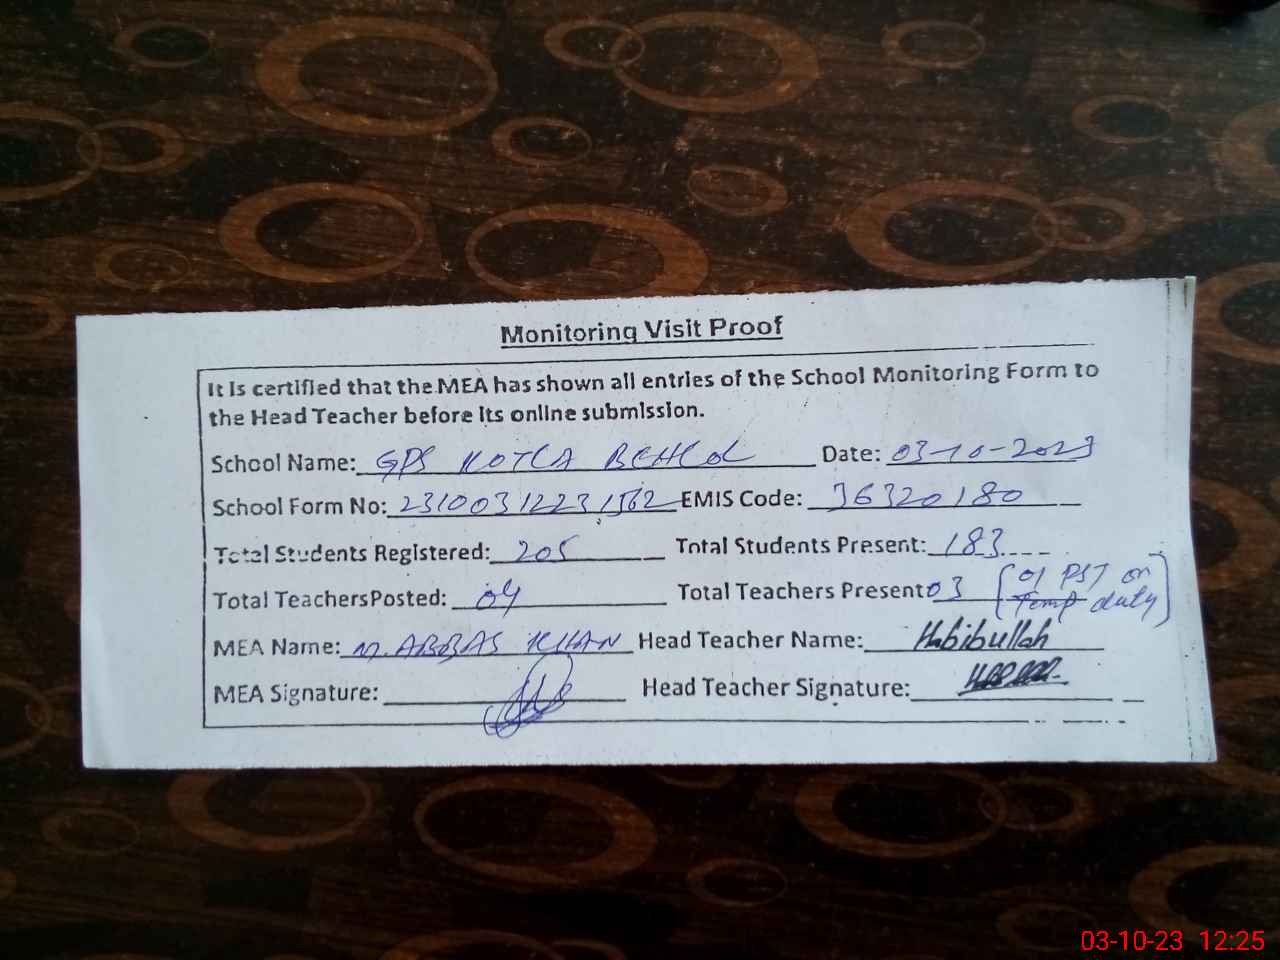 Monitoring Visit Proof
It is certified that the MEA has shown all entries of the School Monitoring Form to
the Head Teacher before its online submission.
School Name: GPS KOTLA BEHLOL Date: 03-10-2023
School Form No: 23100312231562 EMIS Code: 36320180
Total Students Registered: 205 Total Students Present: 183
Total Teachers Posted: 04 Total Teachers Present 03 (01 PST on
Temp duty)
MEA Name: M. ABBAS KHAN Head Teacher Name: Habibullah
MEA Signature: Head Teacher Signature:
03-10-23 12:25